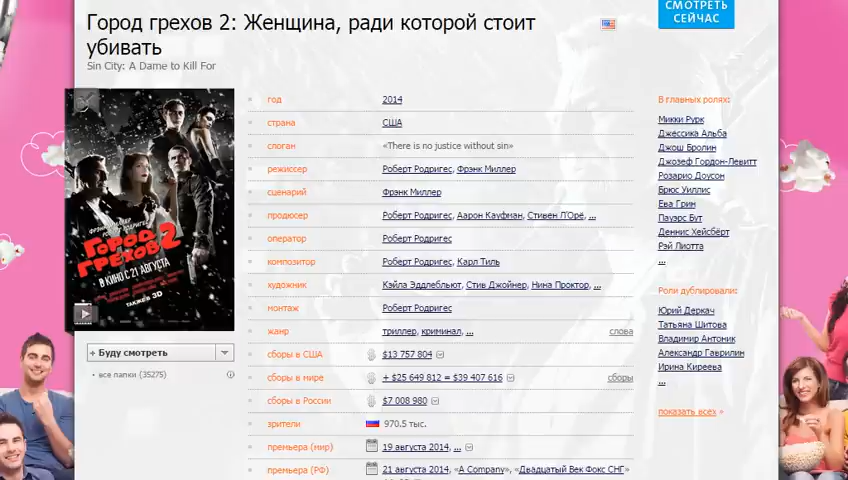 Город грехов 2: Женщина, ради которой стоит
убивать
Sin City: A Dame to Kill For
СМОТРЕТЬ
СЕЙЧАС
ГОРОД
ГРЕХОВ 2
В КИНО С 21 АВГУСТА
ТАКЖЕ В 3D
+ Буду смотреть
• все папки (35275)
год 2014
страна США
слоган «There is no justice without sin»
режиссер Роберт Родригес, Фрэнк Миллер
сценарий Фрэнк Миллер
продюсер Роберт Родригес, Аарон Кауфман, Стивен Л'Оре, ...
оператор Роберт Родригес
композитор Роберт Родригес, Карл Тиль
художник Кэйла Эддлеблют, Стив Джойнер, Нина Проктор, ...
монтаж Роберт Родригес
жанр триллер, криминал, ... слова
сборы в США $13 757 804
сборы в мире + $25 649 812 = $39 407 616 сборы
сборы в России $7 008 980
зрители 970.5 тыс.
премьера (мир) 19 августа 2014, ...
премьера (РФ) 21 августа 2014, «A Company», «Двадцатый Век Фокс СНГ»
В главных ролях:
Микки Рурк
Джессика Альба
Джош Бролин
Джозеф Гордон-Левитт
Розарио Доусон
Брюс Уиллис
Ева Грин
Пауэрс Бут
Деннис Хейсбёрт
Рэй Лиотта
...
Роли дублировали:
Юрий Деркач
Татьяна Шитова
Владимир Антоник
Александр Гаврилин
Ирина Киреева
...
показать всех »